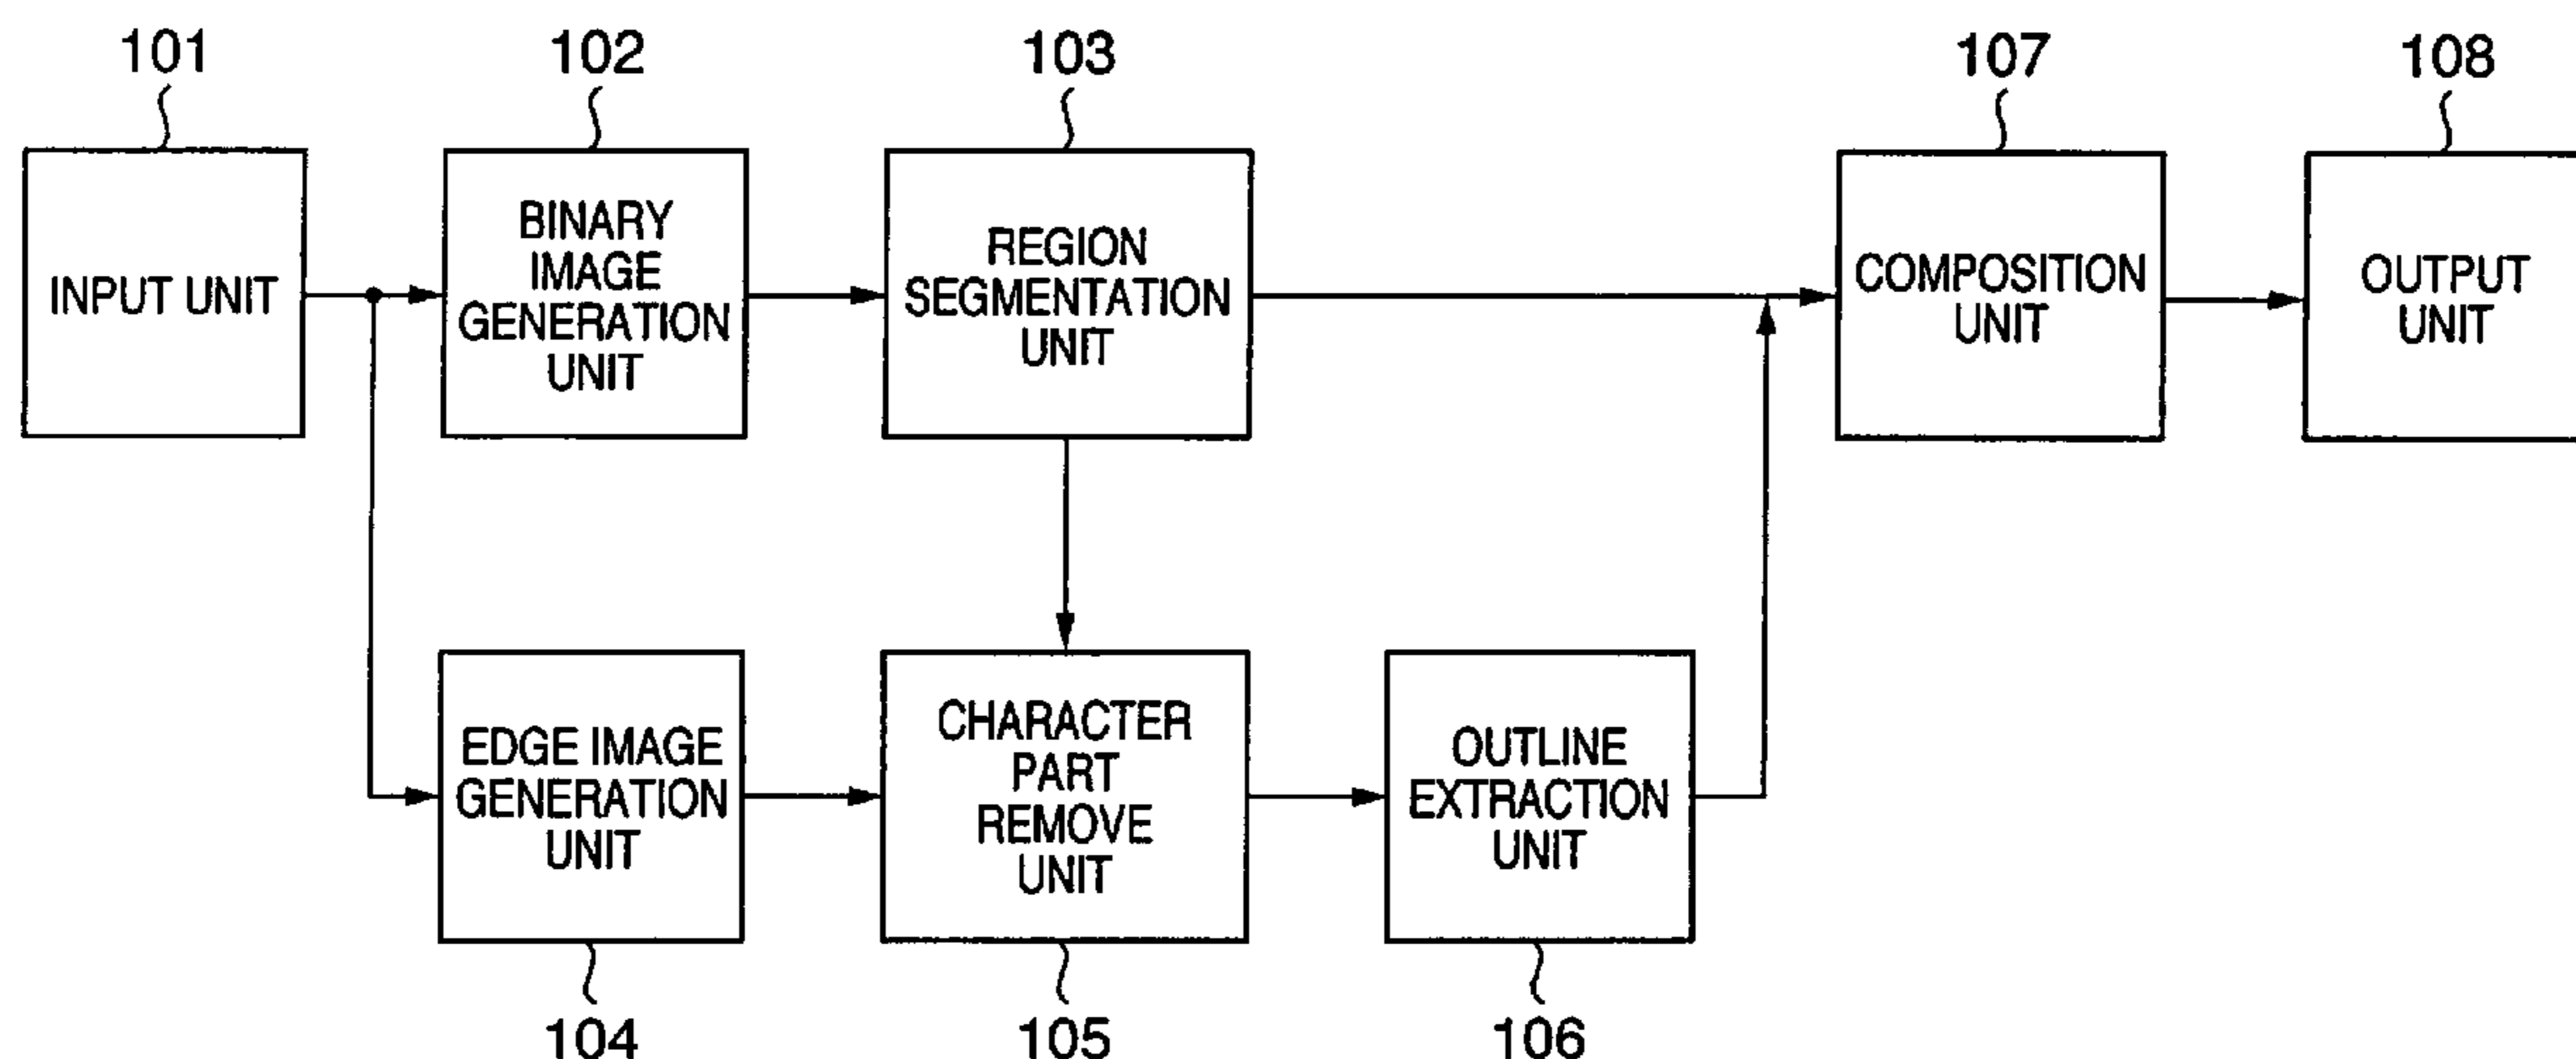 101
102
103
107
108
INPUT UNIT
BINARY
IMAGE
GENERATION
UNIT
REGION
SEGMENTATION
UNIT
COMPOSITION
UNIT
OUTPUT
UNIT
EDGE IMAGE
GENERATION
UNIT
CHARACTER
PART
REMOVE
UNIT
OUTLINE
EXTRACTION
UNIT
104
105
106